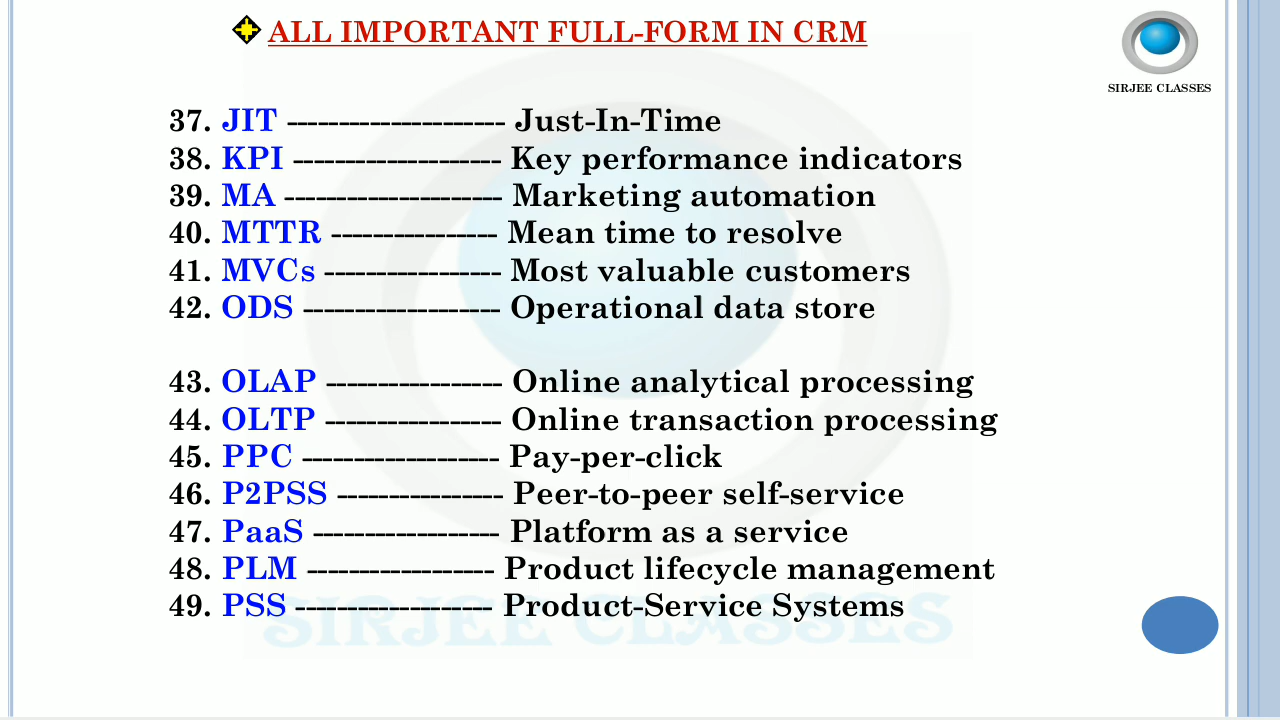 ALL IMPORTANT FULL-FORM IN CRM
SIRJEE CLASSES
37. JIT --------------------- Just-In-Time
38. KPI -------------------- Key performance indicators
39. MA --------------------- Marketing automation
40. MTTR ---------------- Mean time to resolve
41. MVCs ----------------- Most valuable customers
42. ODS ------------------- Operational data store
43. OLAP ----------------- Online analytical processing
44. OLTP ----------------- Online transaction processing
45. PPC ------------------- Pay-per-click
46. P2PSS ---------------- Peer-to-peer self-service
47. PaaS ------------------ Platform as a service
48. PLM ------------------ Product lifecycle management
49. PSS ------------------- Product-Service Systems
SIRJEE CLASSES